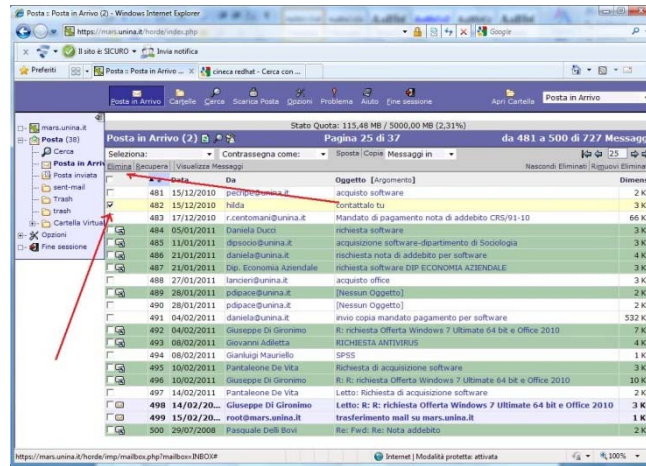 Posta :: Posta in Arrivo (2) - Windows Internet Explorer
https://mars.unina.it/horde/index.php
Google
Il sito è SICURO
Invia notifica
Preferiti
Posta :: Posta in Arrivo ...
cineca redhat - Cerca con ...
Posta in Arrivo Cartelle Cerca Scarica Posta Opzioni Problema Aiuto Fine sessione
Apri Cartella Posta in Arrivo
Stato Quota: 115,48 MB / 5000,00 MB (2,31%)
mars.unina.it
Posta (38)
Cerca
Posta in Arri
Posta inviata
sent-mail
Trash
trash
Cartella Virtua
Opzioni
Fine sessione
Posta in Arrivo (2) Pagina 25 di 37 da 481 a 500 di 727 Messagg
Seleziona: Contrassegna come: Sposta Copia Messaggi in 25
Elimina Recupera Visualizza Messaggi Nascondi Eliminati Rimuovi Elimina
Data Da Oggetto [Argomento] Dimens
481 15/12/2010 pecripe@unina.it acquisto software 2 K
482 15/12/2010 hilda contattalo tu 3 K
483 17/12/2010 r.centomani@unina.it Mandato di pagamento nota di addebito CRS/91-10 66 K
484 05/01/2011 Daniela Ducci richiesta software 3 K
485 11/01/2011 dipsocio@unina.it acquisizione software-dipartimento di Sociologia 3 K
486 21/01/2011 daniela@unina.it rischiesta nota di addebito per software 4 K
487 21/01/2011 Dip. Economia Aziendale richiesta software DIP ECONOMIA AZIENDALE 3 K
488 27/01/2011 lancieri@unina.it acquisto office 3 K
489 28/01/2011 pdipace@unina.it [Nessun Oggetto] 2 K
490 28/01/2011 pdipace@unina.it [Nessun Oggetto] 2 K
491 04/02/2011 daniela@unina.it invio copia mandato pagamento per software 532 K
492 04/02/2011 Giuseppe Di Gironimo R: richiesta Offerta Windows 7 Ultimate 64 bit e Office 2010 7 K
493 08/02/2011 Giovanni Adiletta RICHIESTA ANTIVIRUS 4 K
494 08/02/2011 Gianluigi Mauriello SPSS 1 K
495 10/02/2011 Pantaleone De Vita Richiesta di acquisizione software 3 K
496 10/02/2011 Giuseppe Di Gironimo R: R: richiesta Offerta Windows 7 Ultimate 64 bit e Office 2010 10 K
497 14/02/2011 Pantaleone De Vita Letto: Richiesta di acquisizione software 2 K
498 14/02/20... Giuseppe Di Gironimo Letto: R: R: richiesta Offerta Windows 7 Ultimate 64 bit e Office 2010 3 K
499 15/02/20... root@mars.unina.it trasferimento mail su mars.unina.it 1 K
500 29/07/2008 Pasquale Delli Bovi Re: Fwd: Re: Nota addebito 2 K
https://mars.unina.it/horde/imp/mailbox.php?mailbox=INBOX#
Internet | Modalità protetta: attivata
100%